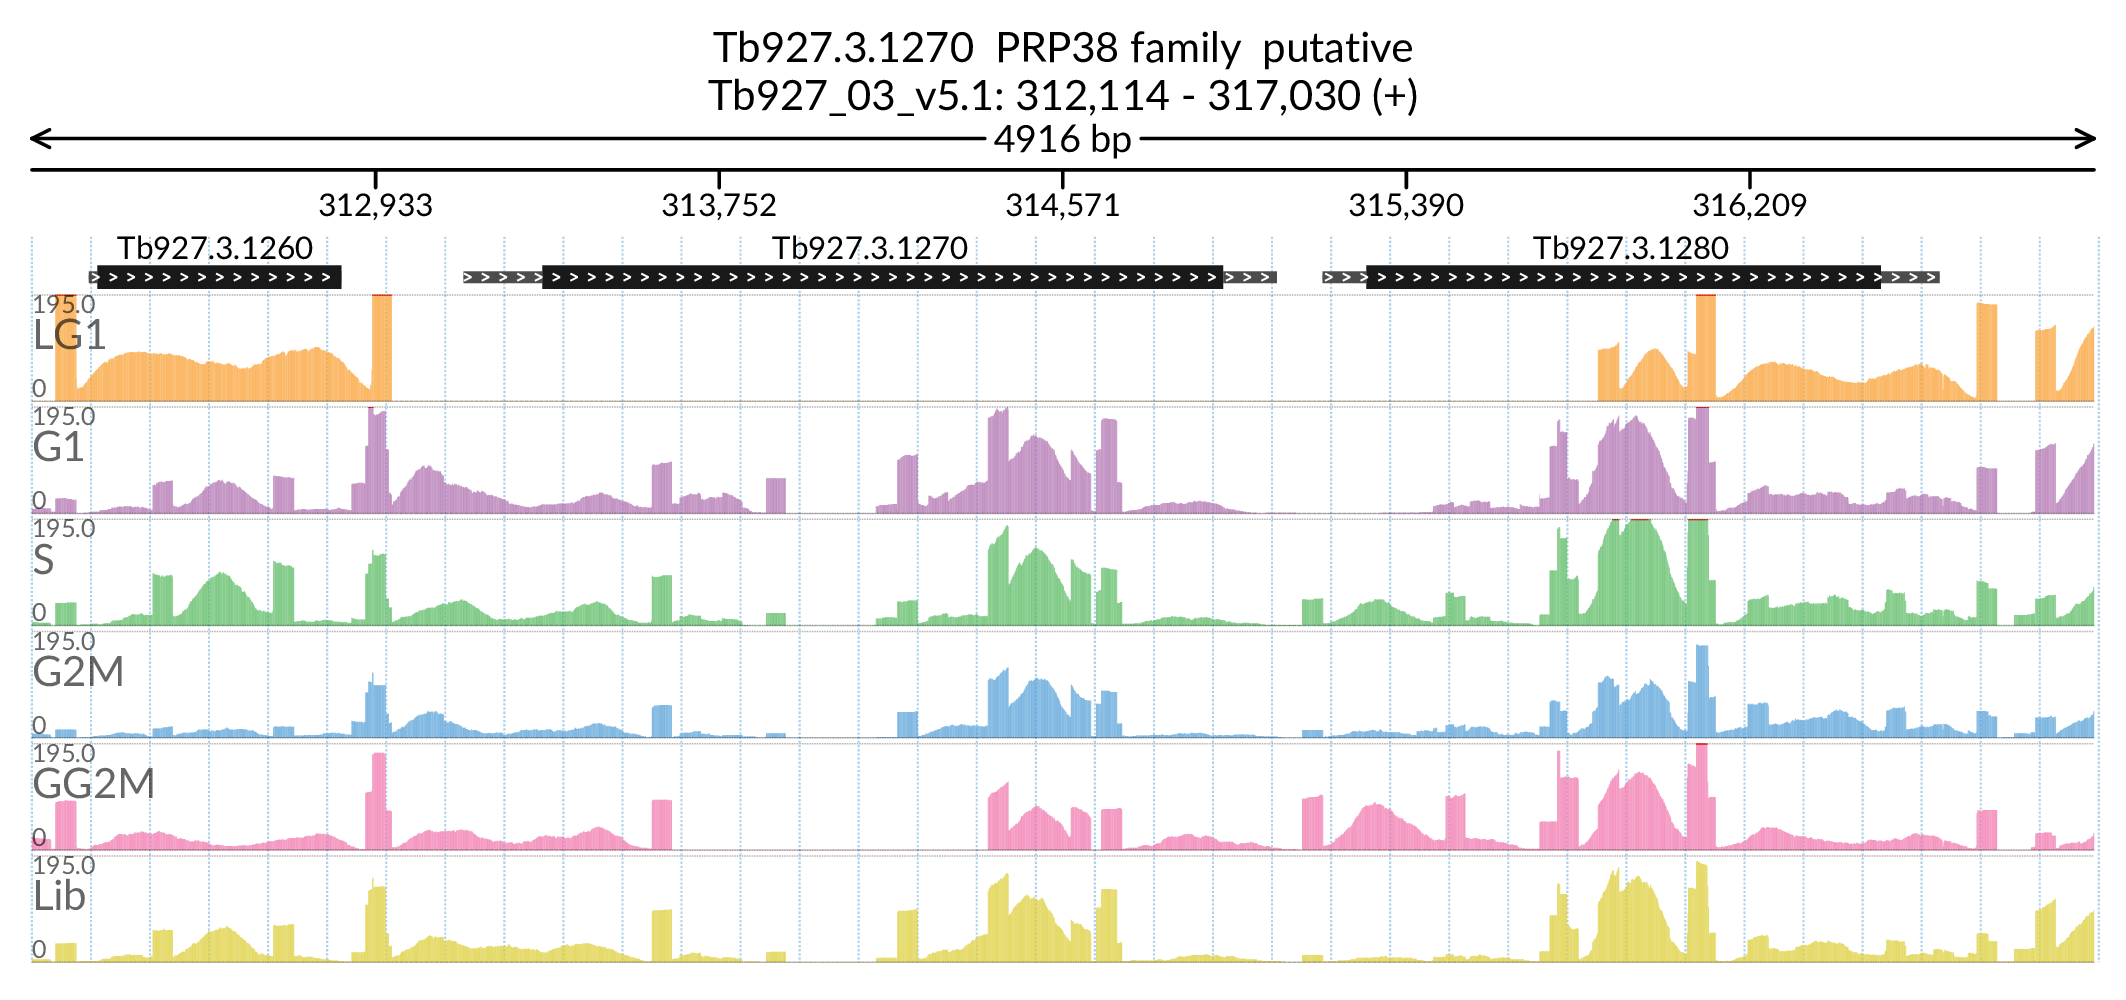 Tb927.3.1270  PRP38 family  putative
Tb927_03_v5.1: 312,114 - 317,030 (+)
4916 bp
312,933 313,752 314,571 315,390 316,209
Tb927.3.1260 Tb927.3.1270 Tb927.3.1280
195.0
LG1
0
195.0
G1
0
195.0
S
0
195.0
G2M
0
195.0
GG2M
0
195.0
Lib
0